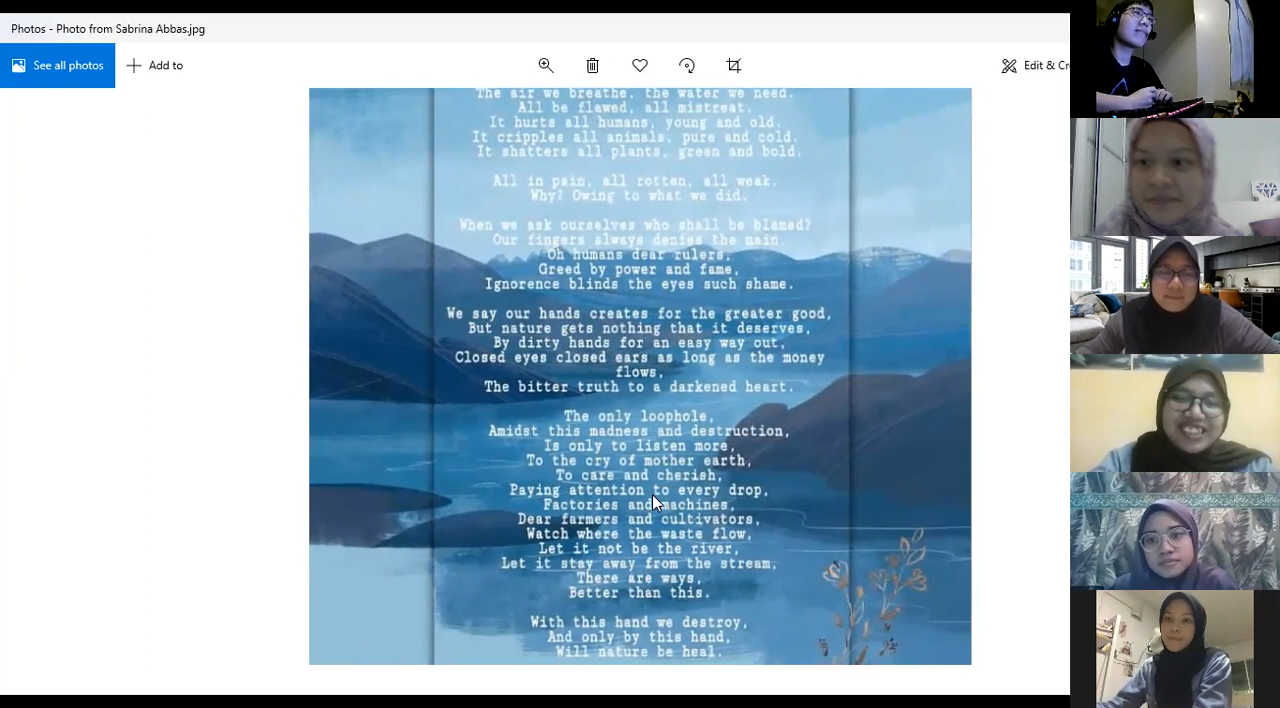 Photos - Photo from Sabrina Abbas.jpg
See all photos
Add to
Edit & Cr
The air we breathe, the water we need.
All be flawed, all mistreat.
It hurts all humans, young and old.
It cripples all animals, pure and cold.
It shatters all plants, green and bold.
All in pain, all rotten, all weak.
Why? Owing to what we did.
When we ask ourselves who shall be blamed?
Our fingers always denies the main.
Oh humans dear rulers,
Greed by power and fame,
Ignorence blinds the eyes such shame.
We say our hands creates for the greater good,
But nature gets nothing that it deserves,
By dirty hands for an easy way out,
Closed eyes closed ears as long as the money
flows,
The bitter truth to a darkened heart.
The only loophole,
Amidst this madness and destruction,
Is only to listen more,
To the cry of mother earth,
To care and cherish,
Paying attention to every drop,
Factories and machines,
Dear farmers and cultivators,
Watch where the waste flow,
Let it not be the river,
Let it stay away from the stream,
There are ways,
Better than this.
With this hand we destroy,
And only by this hand,
Will nature be heal.